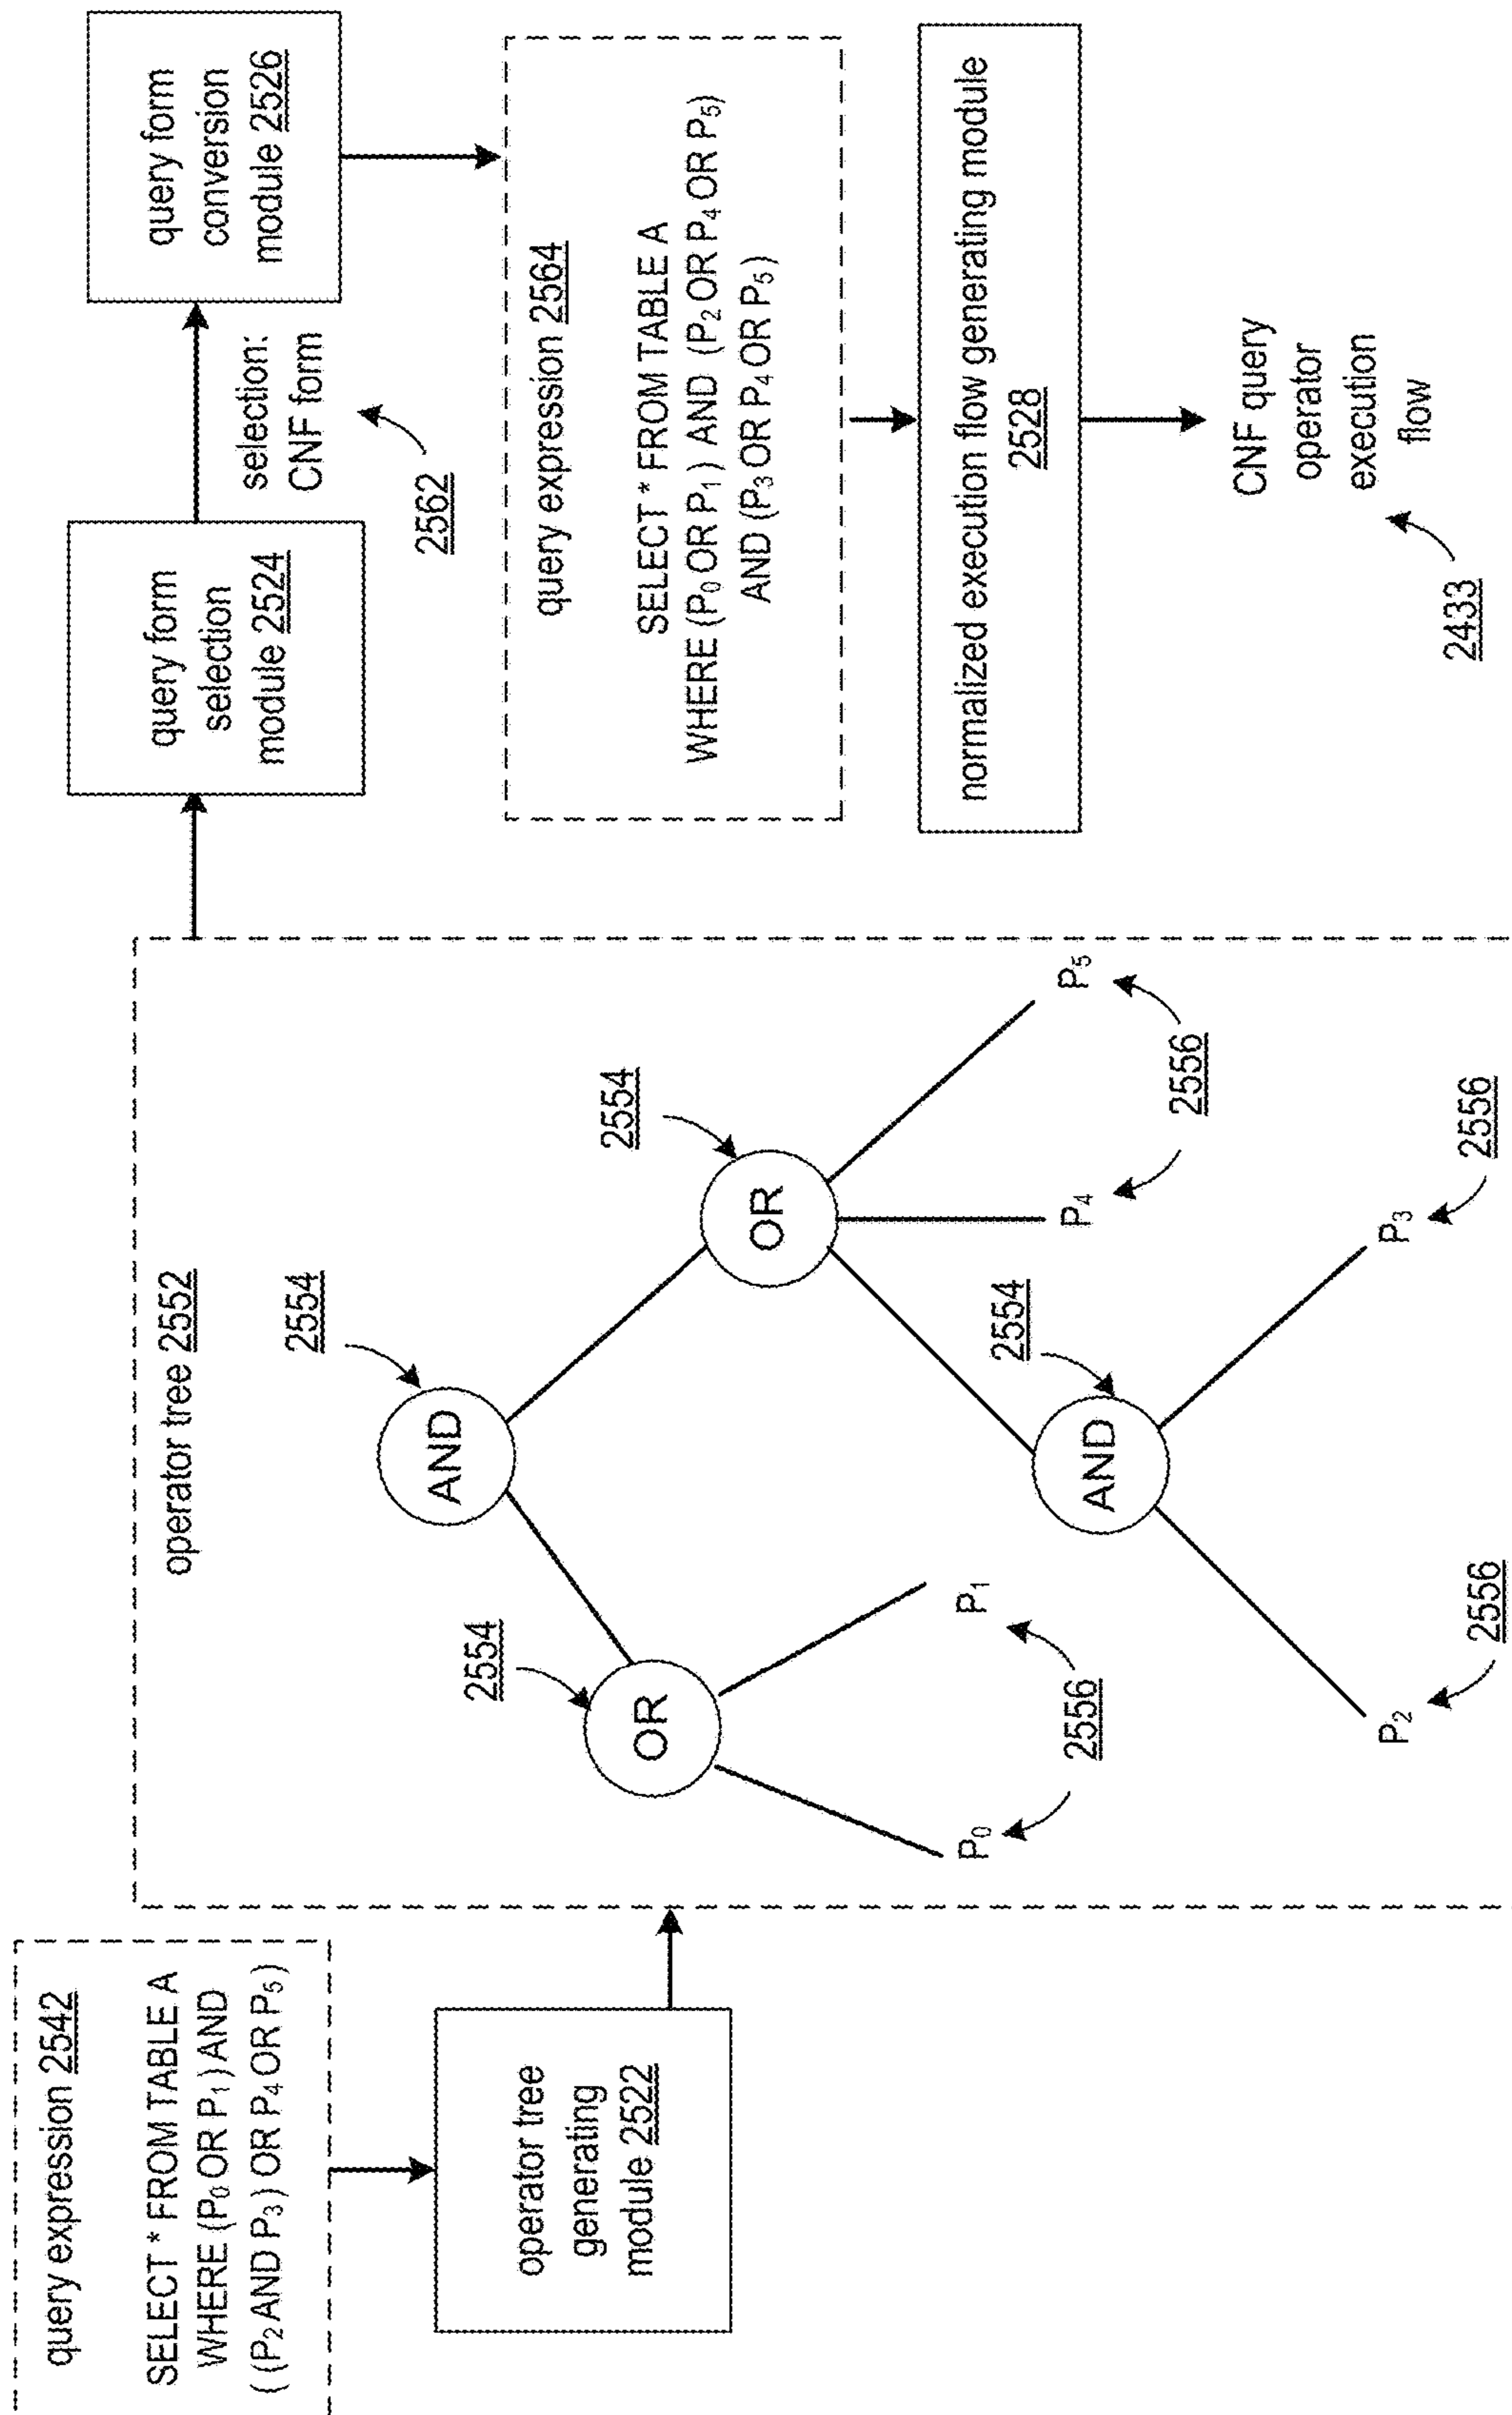 query expression 2542
SELECT * FROM TABLE A
WHERE (P₀ OR P₁) AND
( (P₂ AND P₃) OR P₄ OR P₅)
operator tree
generating
module 2522
operator tree 2552
AND
2554
OR
2554
OR
2554
P₀
P₁
2556
AND
2554
P₄
P₅
2556
P₂
2556
P₃
2556
query form
selection
module 2524
selection:
CNF form
2562
query form
conversion
module 2526
query expression 2564
SELECT * FROM TABLE A
WHERE (P₀ OR P₁) AND (P₂ OR P₄ OR P₅)
AND (P₃ OR P₄ OR P₅)
normalized execution flow generating module
2528
CNF query
operator
execution
flow
2433